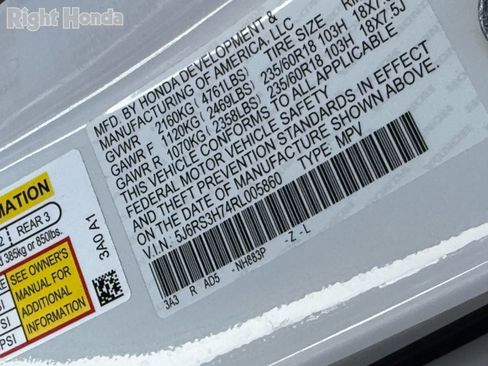 Right Honda
MFD. BY HONDA DEVELOPMENT &
MANUFACTURING OF AMERICA, LLC
GVWR 2160KG ( 4761LBS) TIRE SIZE
GAWR F 1120KG ( 2469LBS) 235/60R18 103H 18X7.5J
GAWR R 1070KG ( 2358LBS) 235/60R18 103H 18X7.5J
THIS VEHICLE CONFORMS TO ALL APPLICABLE
FEDERAL MOTOR VEHICLE SAFETY
AND THEFT PREVENTION STANDARDS IN EFFECT
ON THE DATE OF MANUFACTURE SHOWN ABOVE.
V.I.N: 5J6RS3H74RL005860 TYPE: MPV
3A3 R AD5 -NH883P -Z -L
3A0 A1
REAR 3
385kg or 850lbs.
SEE OWNER'S
MANUAL FOR
ADDITIONAL
INFORMATION
PSI